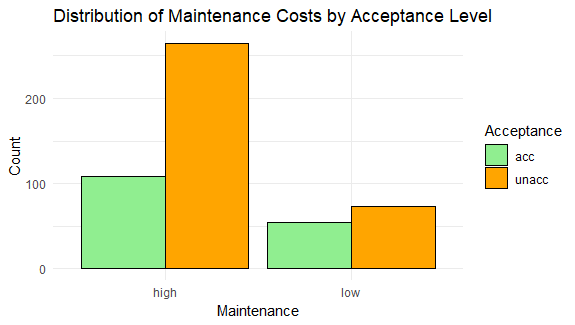 Distribution of Maintenance Costs by Acceptance Level
Count
200
100
0
high
low
Maintenance
Acceptance
acc
unacc